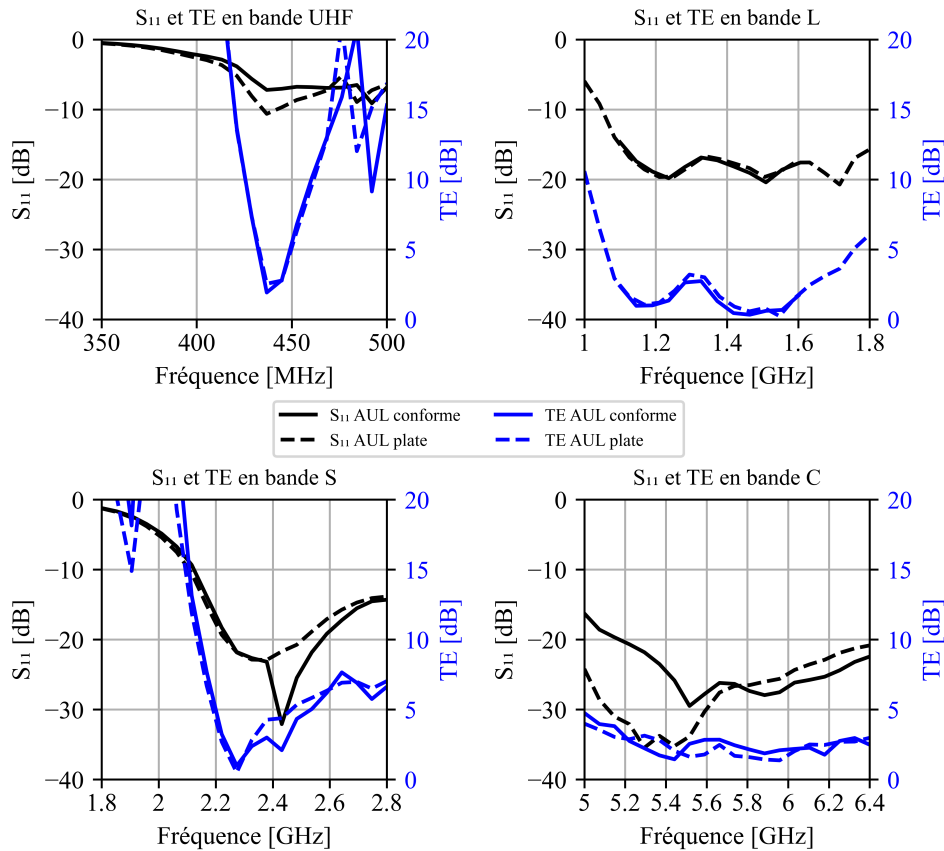 S₁₁ et TE en bande UHF
S₁₁ et TE en bande L
0
−10
−20
−30
−40
S₁₁ [dB]
20
15
10
5
0
TE [dB]
350 400 450 500
Fréquence [MHz]
0
−10
−20
−30
−40
S₁₁ [dB]
20
15
10
5
0
TE [dB]
1 1.2 1.4 1.6 1.8
Fréquence [GHz]
S₁₁ AUL conforme
S₁₁ AUL plate
TE AUL conforme
TE AUL plate
S₁₁ et TE en bande S
S₁₁ et TE en bande C
0
−10
−20
−30
−40
S₁₁ [dB]
20
15
10
5
0
TE [dB]
1.8 2 2.2 2.4 2.6 2.8
Fréquence [GHz]
0
−10
−20
−30
−40
S₁₁ [dB]
20
15
10
5
0
TE [dB]
5 5.2 5.4 5.6 5.8 6 6.2 6.4
Fréquence [GHz]